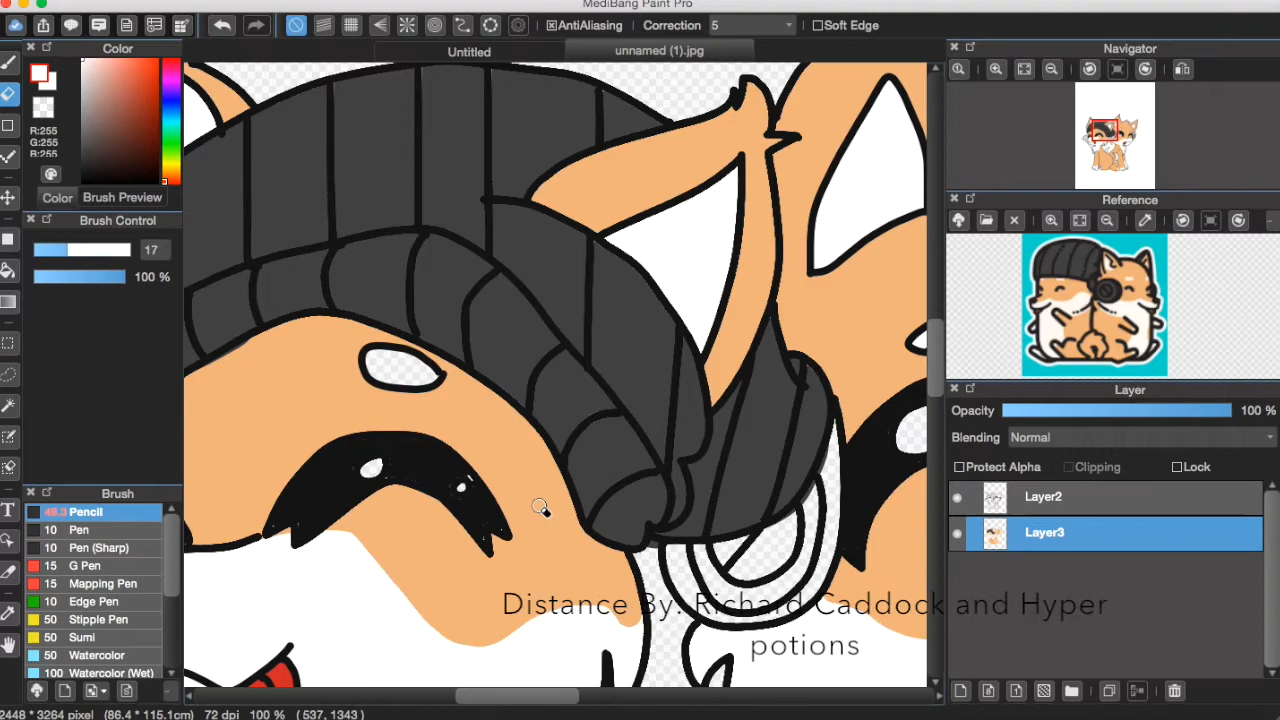 MediBang Paint Pro
AntiAliasing Correction 5 Soft Edge
Color
Untitled
unnamed (1).jpg
Navigator
R:255
G:255
B:255
Color Brush Preview
Brush Control
17
100 %
Reference
Layer
Opacity 100 %
Blending Normal
Protect Alpha Clipping Lock
Layer2
Layer3
Brush
49.3 Pencil
10 Pen
10 Pen (Sharp)
15 G Pen
15 Mapping Pen
10 Edge Pen
50 Stipple Pen
50 Sumi
50 Watercolor
100 Watercolor (Wet)
Distance By: Richard Caddock and Hyper
potions
2448 * 3264 pixel (86.4 * 115.1cm) 72 dpi 100 % (537, 1343)